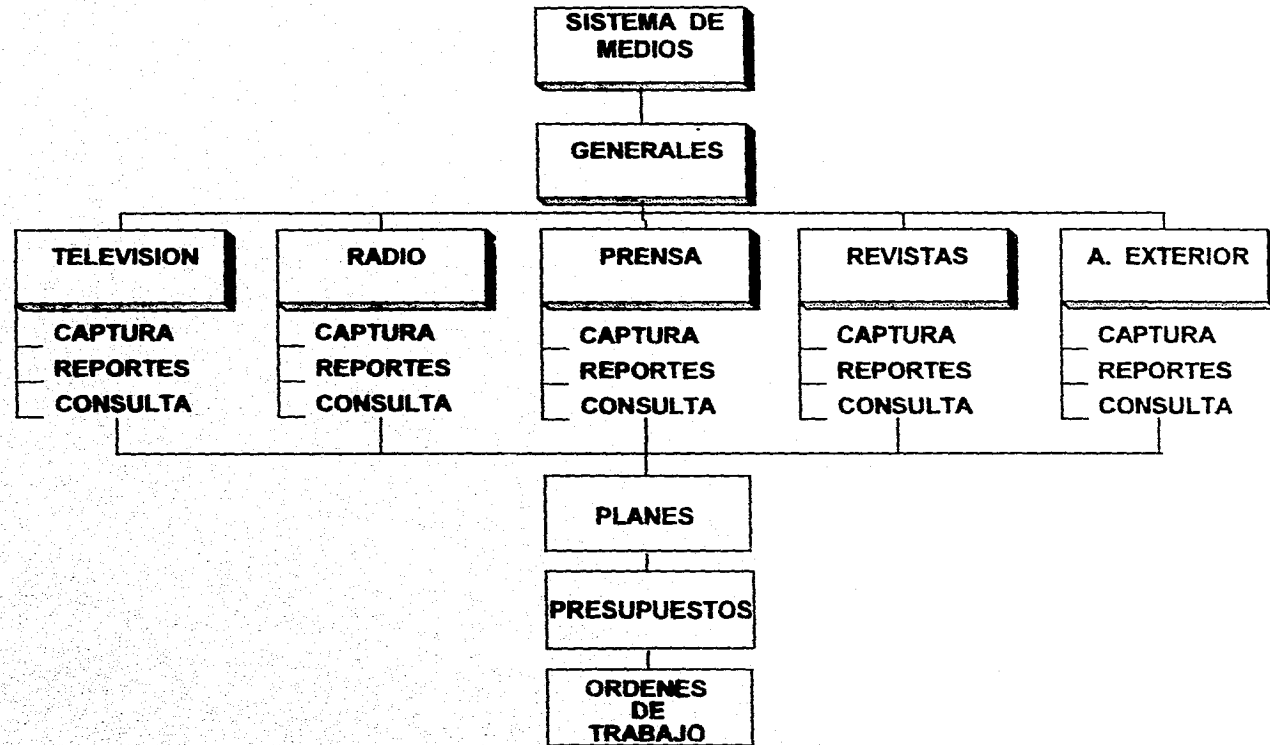 SISTEMA DE
MEDIOS
GENERALES
TELEVISION
CAPTURA
REPORTES
CONSULTA
RADIO
CAPTURA
REPORTES
CONSULTA
PRENSA
CAPTURA
REPORTES
CONSULTA
REVISTAS
CAPTURA
REPORTES
CONSULTA
A. EXTERIOR
CAPTURA
REPORTES
CONSULTA
PLANES
PRESUPUESTOS
ORDENES
DE
TRABAJO